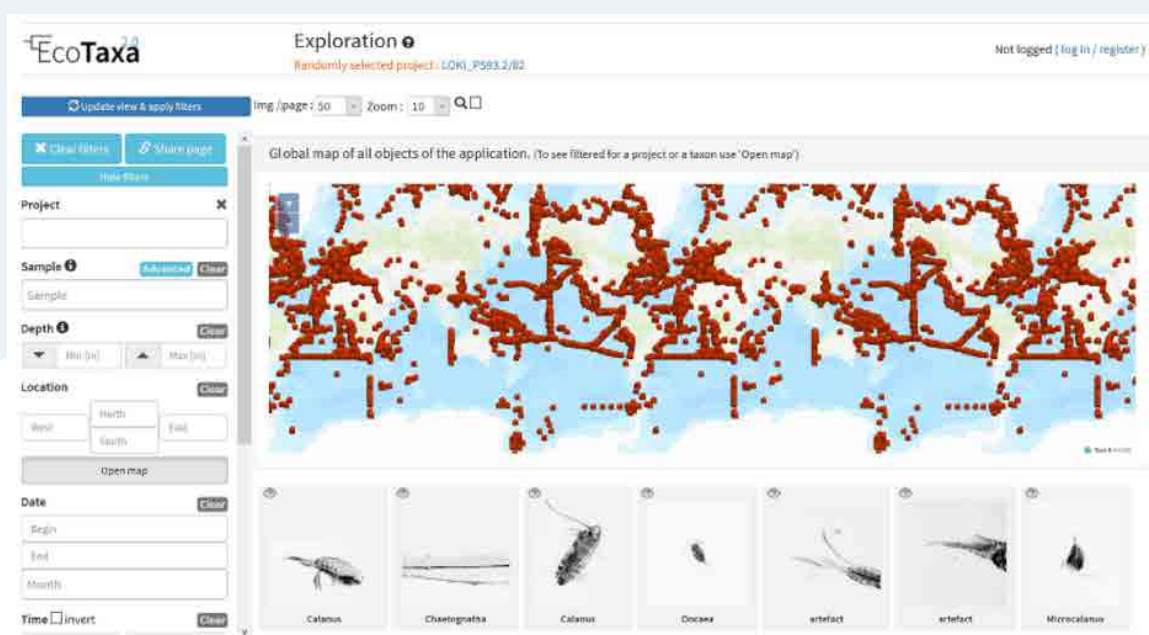 EcoTaxa 2.0
Exploration
Randomly selected project : LOKI_PS93.2/82
Not logged ( log in / register )
Update view & apply filters
Img /page : 50 Zoom : 10
Clear filters
Share page
Hide filters
Global map of all objects of the application. (To see filtered for a project or a taxon use 'Open map')
Project
Sample Advanced Clear
Sample
Depth Clear
Min (m) Max (m)
Location Clear
North
West East
South
Open map
Date Clear
Begin
End
Month
Time invert Clear
Calanus
Chaetognatha
Calanus
Oncaea
artefact
artefact
Microcalanus